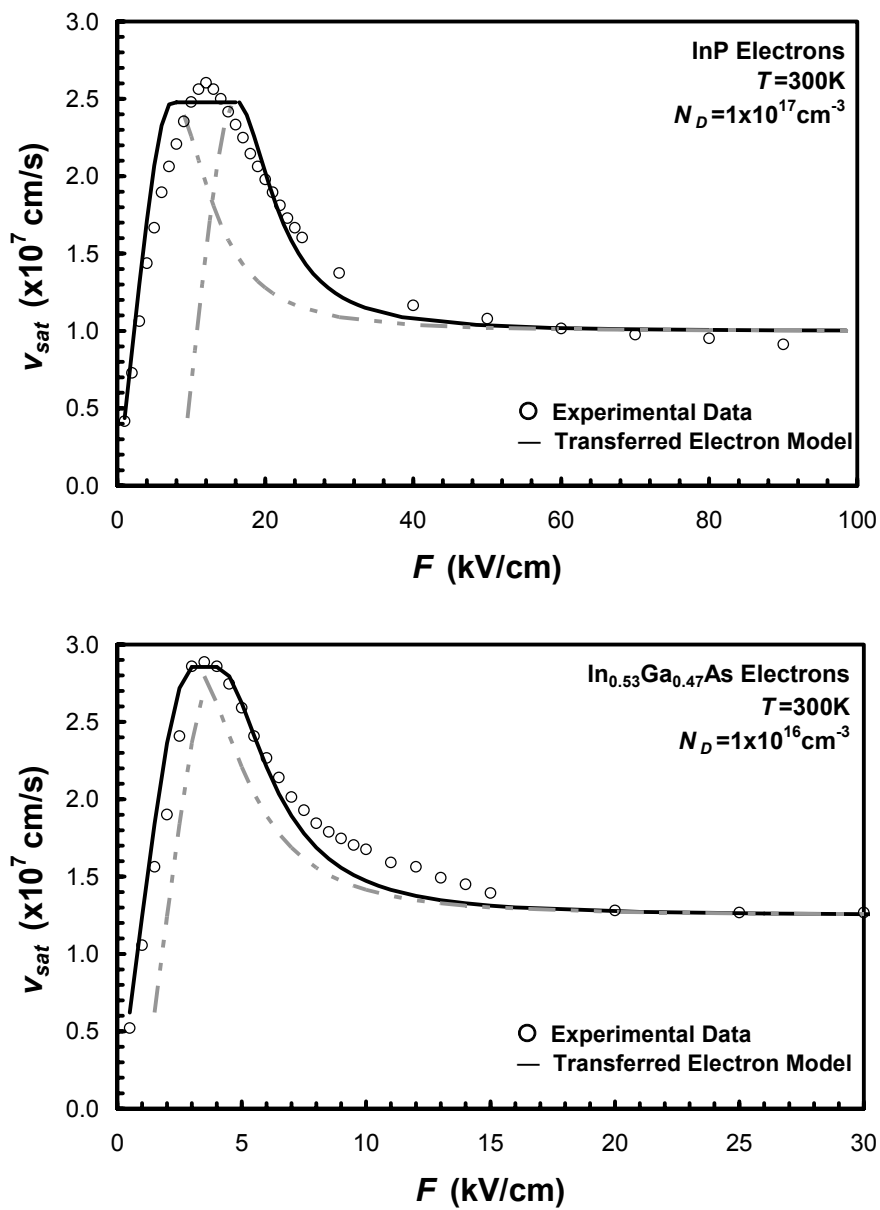 3.0
2.5
2.0
1.5
1.0
0.5
0.0
v_sat (x10^7 cm/s)
InP Electrons
T=300K
N_D=1x10^17cm^-3
Experimental Data
Transferred Electron Model
0 20 40 60 80 100
F (kV/cm)
3.0
2.5
2.0
1.5
1.0
0.5
0.0
v_sat (x10^7 cm/s)
In0.53Ga0.47As Electrons
T=300K
N_D=1x10^16cm^-3
Experimental Data
Transferred Electron Model
0 5 10 15 20 25 30
F (kV/cm)